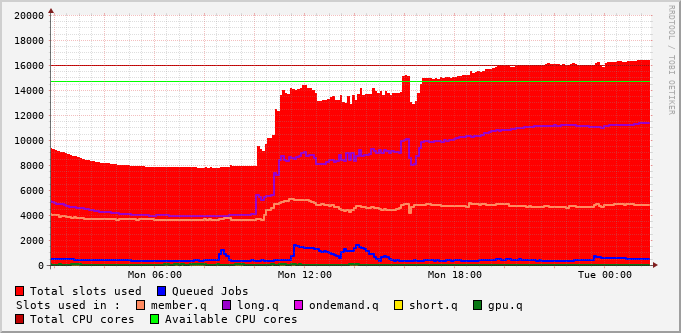 20000
18000
16000
14000
12000
10000
8000
6000
4000
2000
0
Mon 06:00 Mon 12:00 Mon 18:00 Tue 00:00
RRDTOOL / TOBI OETIKER
Total slots used Queued Jobs
Slots used in : member.q long.q ondemand.q short.q gpu.q
Total CPU cores Available CPU cores